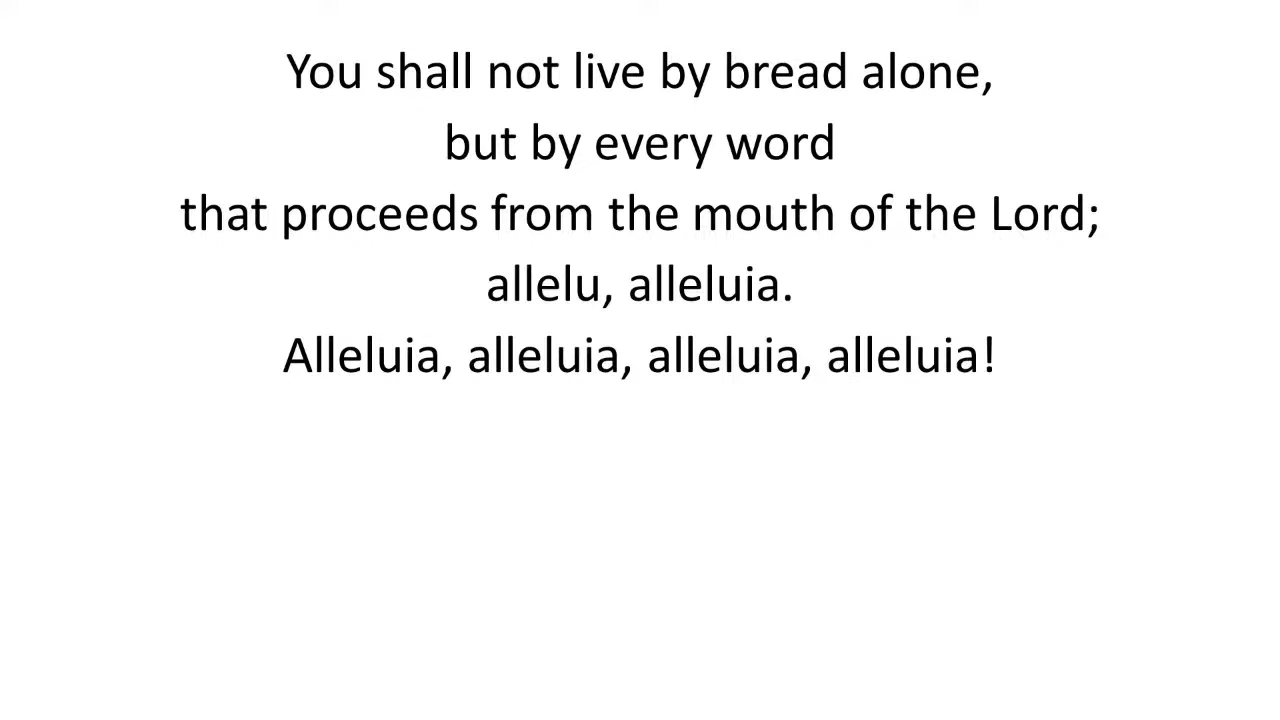 You shall not live by bread alone,
but by every word
that proceeds from the mouth of the Lord;
allelu, alleluia.
Alleluia, alleluia, alleluia, alleluia!